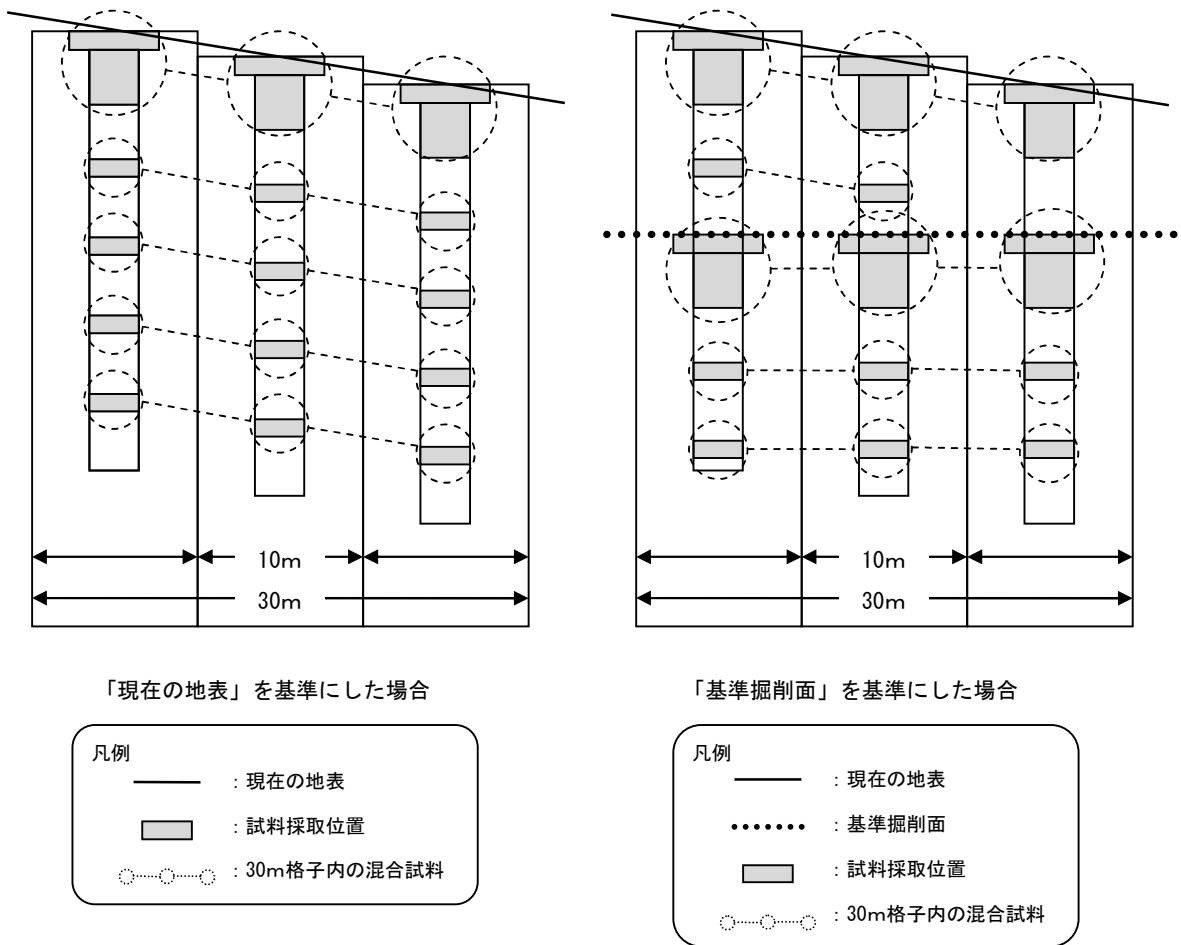 10m
30m
「現在の地表」を基準にした場合
凡例
：現在の地表
：試料採取位置
：30m格子内の混合試料
10m
30m
「基準掘削面」を基準にした場合
凡例
：現在の地表
：基準掘削面
：試料採取位置
：30m格子内の混合試料